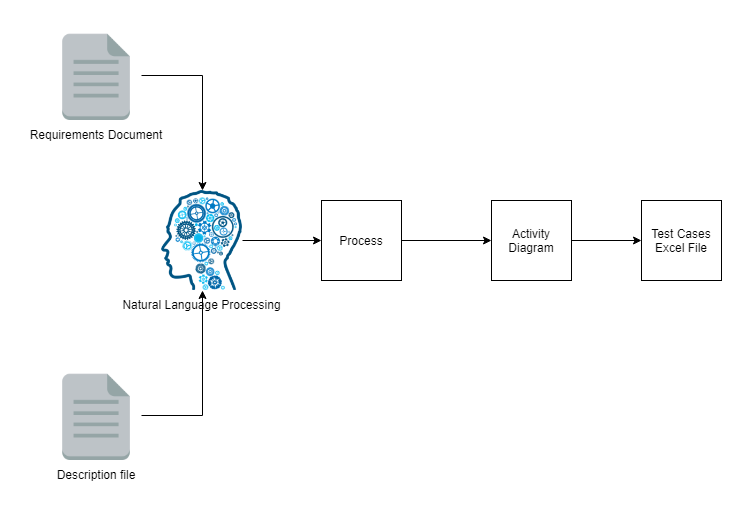 Requirements Document
Natural Language Processing
Process
Activity
Diagram
Test Cases
Excel File
Description file